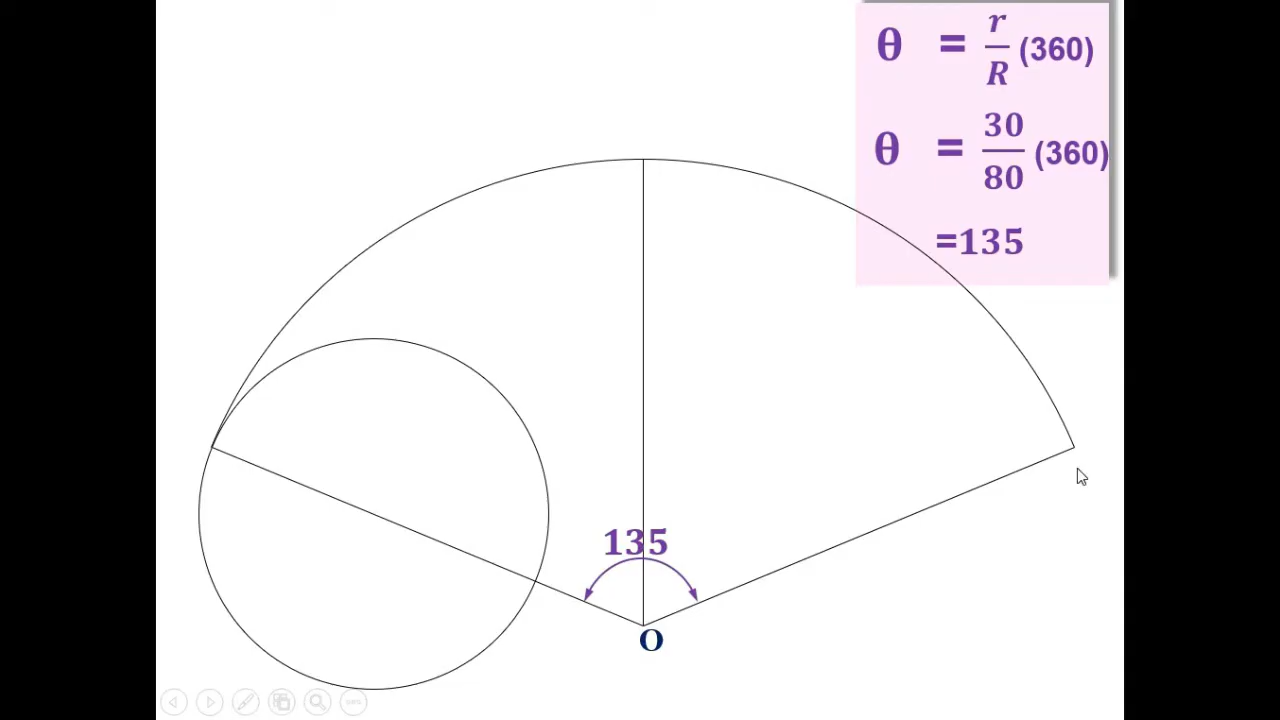 θ = r/R (360)
θ = 30/80 (360)
=135
135
O